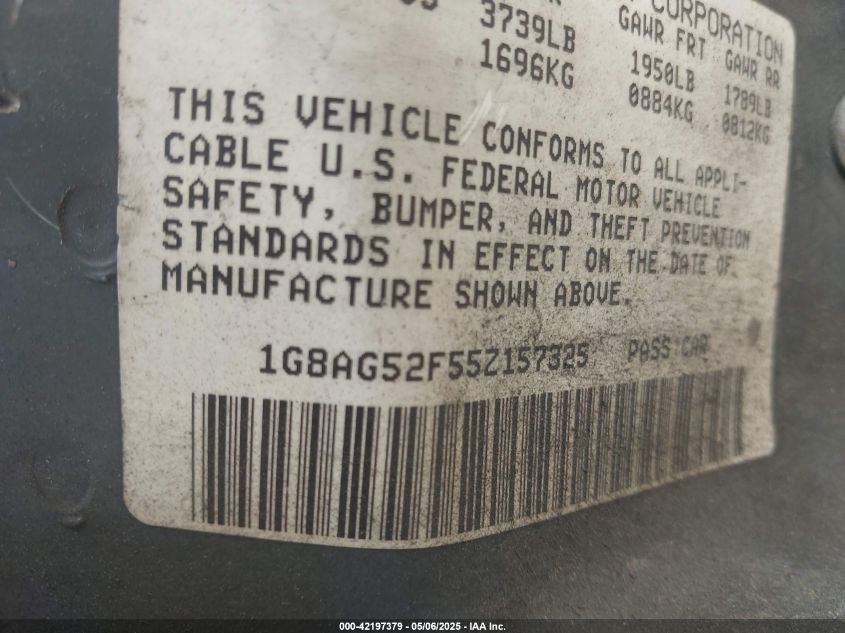 3739LB
1696KG
CORPORATION
GAWR FRT GAWR RR
1950LB 1789LB
0884KG 0812KG
THIS VEHICLE CONFORMS TO ALL APPLI-
CABLE U.S. FEDERAL MOTOR VEHICLE
SAFETY, BUMPER, AND THEFT PREVENTION
STANDARDS IN EFFECT ON THE DATE OF
MANUFACTURE SHOWN ABOVE.
1G8AG52F55Z157325 PASS CAR
000-42197379 - 05/06/2025 - IAA Inc.